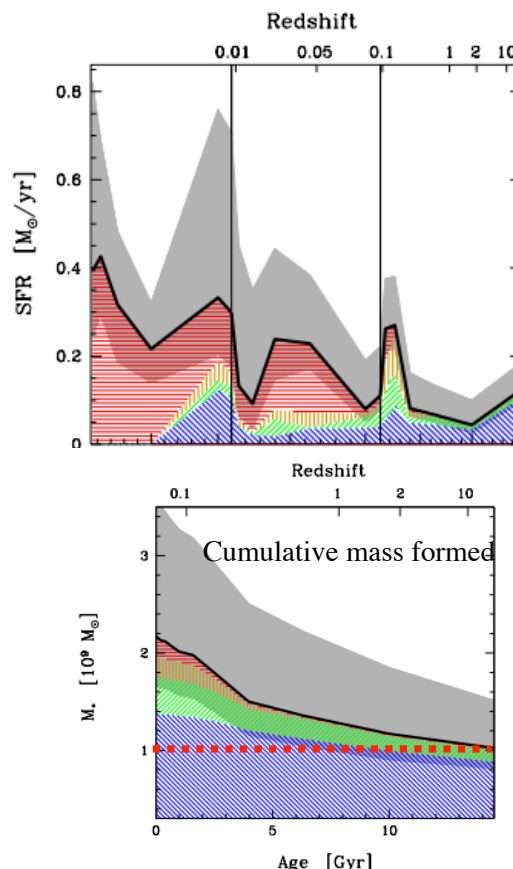 Redshift
0.01 0.05 0.1 1 2 10
0.8
0.6
0.4
0.2
0
SFR [M⊙/yr]
Redshift
0.1 1 2 10
Cumulative mass formed
3
2
1
M* [10⁹ M⊙]
0 5 10
Age [Gyr]